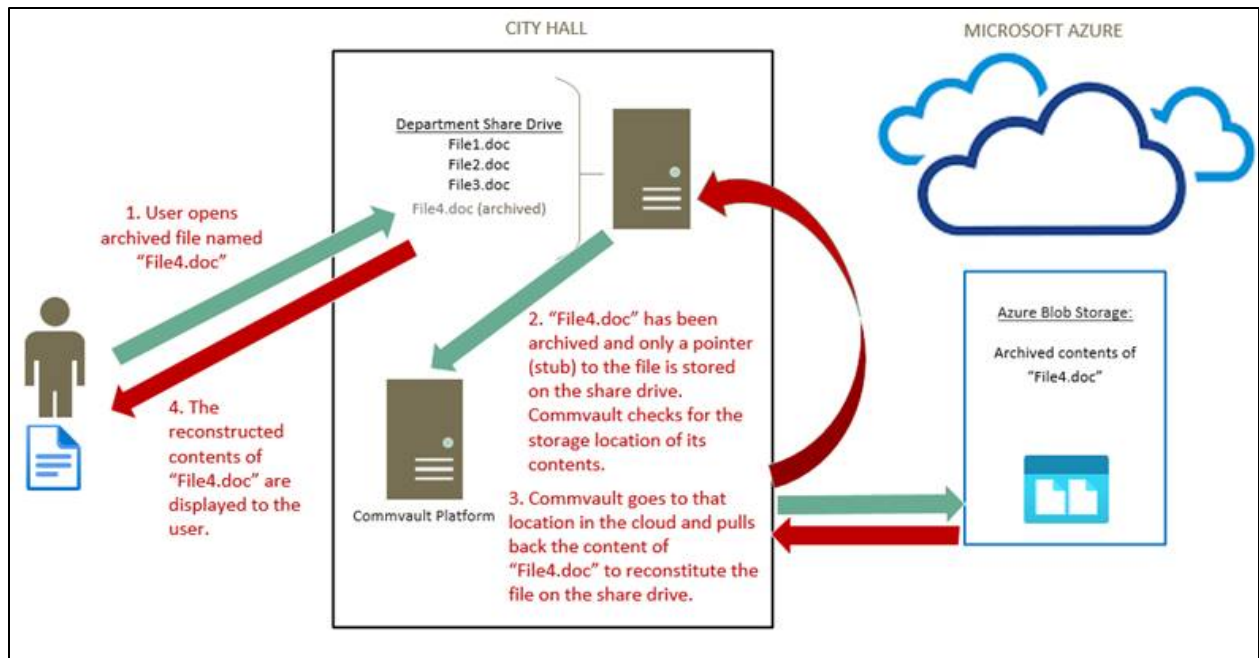 CITY HALL
MICROSOFT AZURE
Department Share Drive
File1.doc
File2.doc
File3.doc
File4.doc (archived)
1. User opens
archived file named
“File4.doc”
2. “File4.doc” has been
archived and only a pointer
(stub) to the file is stored
on the share drive.
Commvault checks for the
storage location of its
contents.
Commvault Platform
3. Commvault goes to that
location in the cloud and pulls
back the content of
“File4.doc” to reconstitute the
file on the share drive.
4. The
reconstructed
contents of
“File4.doc” are
displayed to the
user.
Azure Blob Storage:
Archived contents of
“File4.doc”